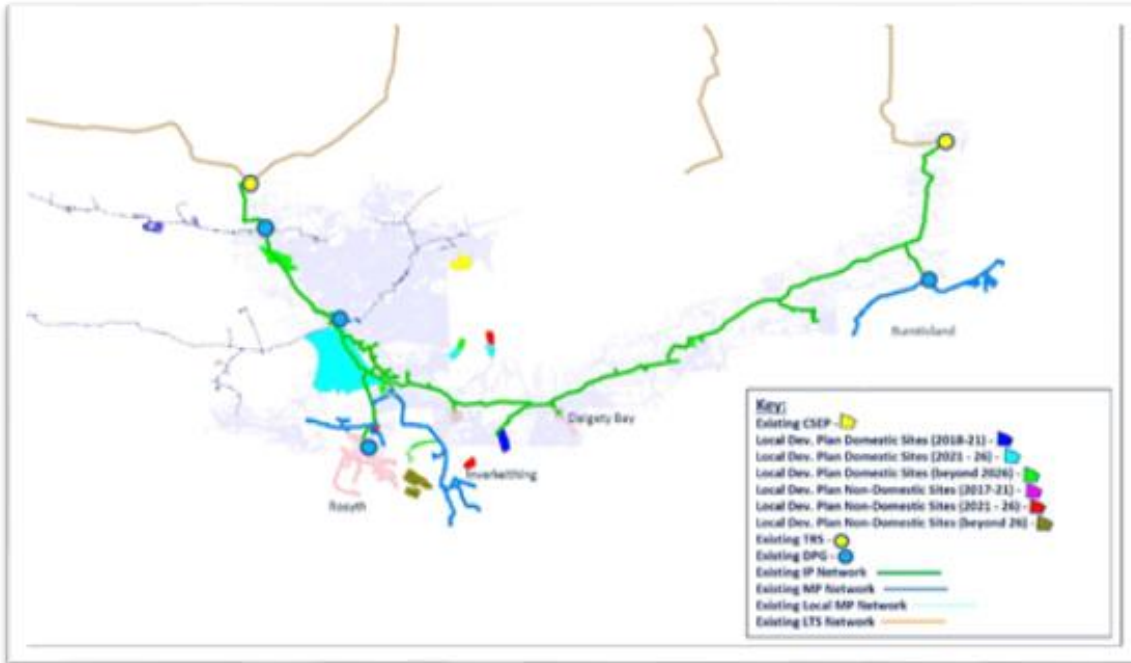 Burntisland
Dalgety Bay
Inverkeithing
Rosyth
Key:
Existing CSEP -
Local Dev. Plan Domestic Sites (2018-21) -
Local Dev. Plan Domestic Sites (2021 - 26) -
Local Dev. Plan Domestic Sites (beyond 2026) -
Local Dev. Plan Non-Domestic Sites (2017-21) -
Local Dev. Plan Non-Domestic Sites (2021 - 26) -
Local Dev. Plan Non-Domestic Sites (beyond 26) -
Existing TRS -
Existing DPG -
Existing IP Network
Existing MP Network
Existing Local MP Network
Existing LTS Network